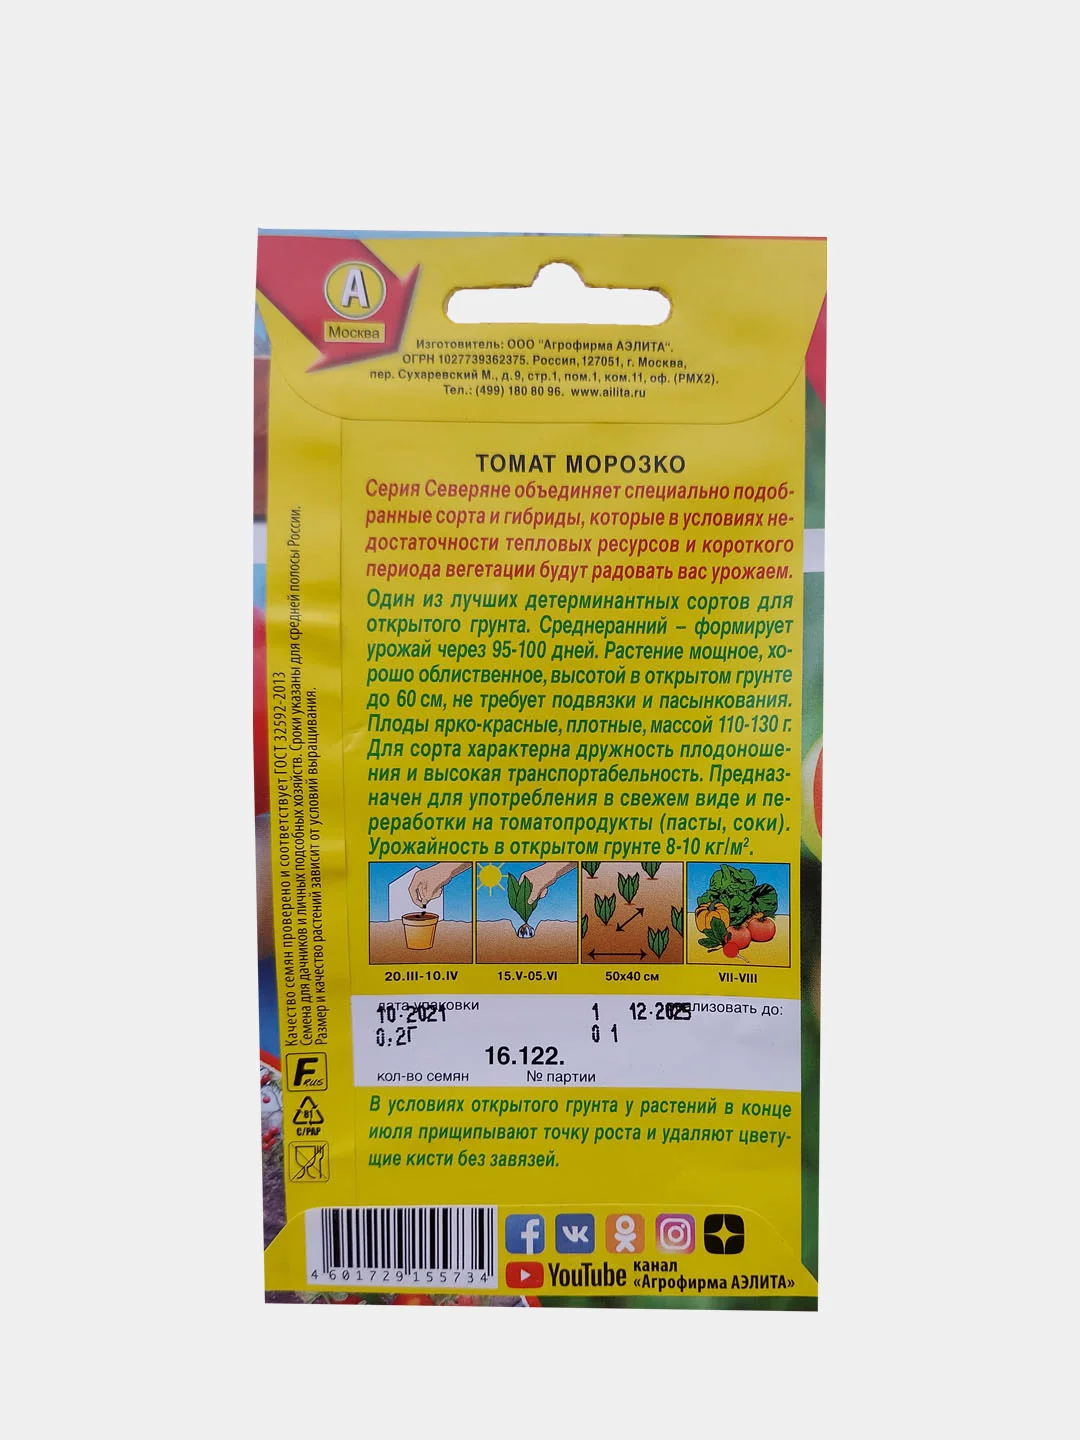 А
Москва
Изготовитель: ООО "Агрофирма АЭЛИТА".
ОГРН 1027739362375. Россия, 127051, г. Москва,
пер. Сухаревский М., д.9, стр.1, пом.1, ком.11, оф. (РМХ2).
Тел.: (499) 180 80 96. www.ailita.ru
ТОМАТ МОРОЗКО
Серия Северяне объединяет специально подоб-
ранные сорта и гибриды, которые в условиях не-
достаточности тепловых ресурсов и короткого
периода вегетации будут радовать вас урожаем.
Один из лучших детерминантных сортов для
открытого грунта. Среднеранний – формирует
урожай через 95-100 дней. Растение мощное, хо-
рошо облиственное, высотой в открытом грунте
до 60 см, не требует подвязки и пасынкования.
Плоды ярко-красные, плотные, массой 110-130 г.
Для сорта характерна дружность плодоноше-
ния и высокая транспортабельность. Предназ-
начен для употребления в свежем виде и пе-
реработки на томатопродукты (пасты, соки).
Урожайность в открытом грунте 8-10 кг/м².
20.III-10.IV
15.V-05.VI
50х40 см
VII-VIII
дата упаковки
реализовать до:
10·2021 1 12·2025
0.2Г 0 1
16.122.
кол-во семян № партии
В условиях открытого грунта у растений в конце
июля прищипывают точку роста и удаляют цвету-
щие кисти без завязей.
Качество семян проверено и соответствует ГОСТ 32592-2013
Семена для дачников и личных подсобных хозяйств. Сроки указаны для средней полосы России.
Размер и качество растений зависит от условий выращивания.
F RUS
81
C/PAP
4 601729 155734
YouTube
канал
«Агрофирма АЭЛИТА»